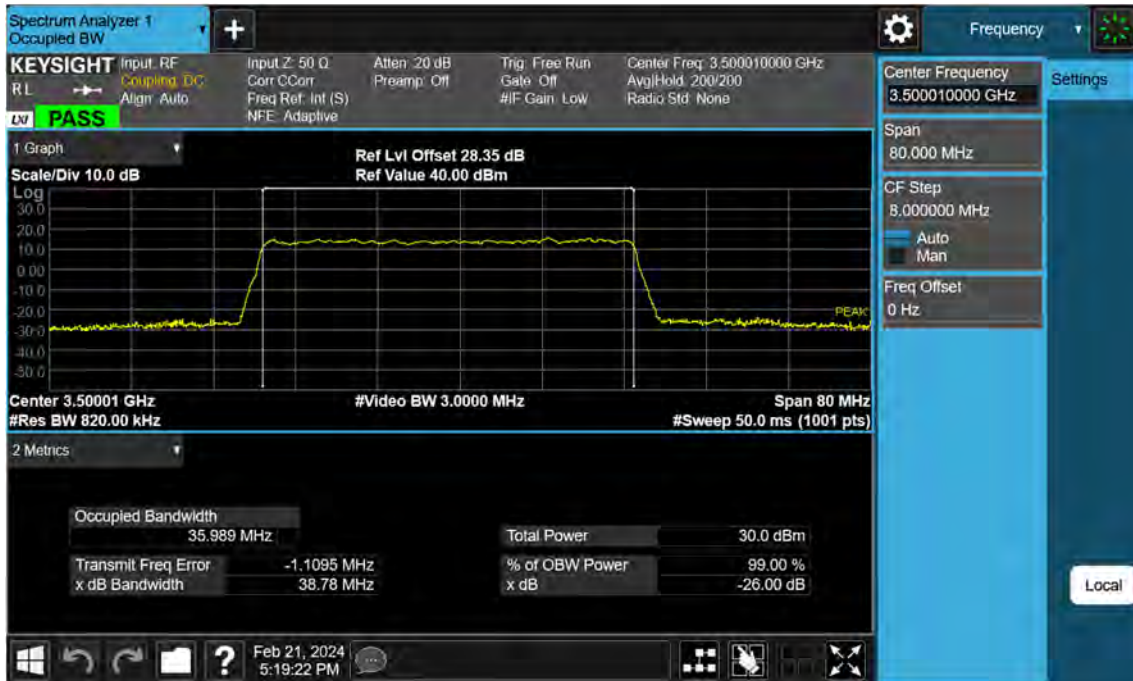 Spectrum Analyzer 1
Occupied BW
Frequency
KEYSIGHT
RL
LXI
PASS
Input: RF
Coupling: DC
Align: Auto
Input Z: 50 Ω
Corr CCorr
Freq Ref: Int (S)
NFE: Adaptive
Atten: 20 dB
Preamp: Off
Trig: Free Run
Gate: Off
#IF Gain: Low
Center Freq: 3.500010000 GHz
Avg|Hold: 200/200
Radio Std: None
Center Frequency
3.500010000 GHz
Settings
Span
80.000 MHz
CF Step
8.000000 MHz
Auto
Man
Freq Offset
0 Hz
Local
1 Graph
Scale/Div 10.0 dB
Ref Lvl Offset 28.35 dB
Ref Value 40.00 dBm
Log
30.0
20.0
10.0
0.00
-10.0
-20.0
-30.0
-40.0
-50.0
PEAK
Center 3.50001 GHz
#Video BW 3.0000 MHz
Span 80 MHz
#Res BW 820.00 kHz
#Sweep 50.0 ms (1001 pts)
2 Metrics
Occupied Bandwidth
35.989 MHz
Total Power 30.0 dBm
Transmit Freq Error -1.1095 MHz
% of OBW Power 99.00 %
x dB Bandwidth 38.78 MHz
x dB -26.00 dB
Feb 21, 2024
5:19:22 PM